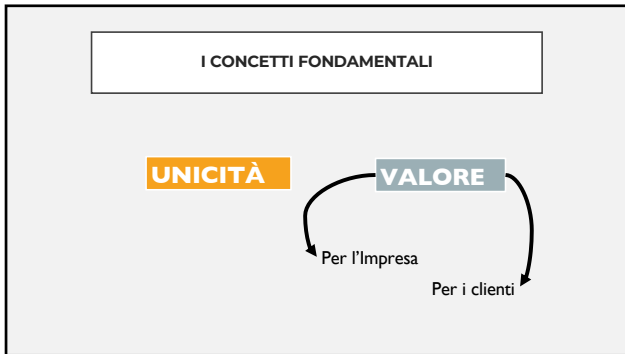 I CONCETTI FONDAMENTALI
UNICITÀ
VALORE
Per l’Impresa
Per i clienti